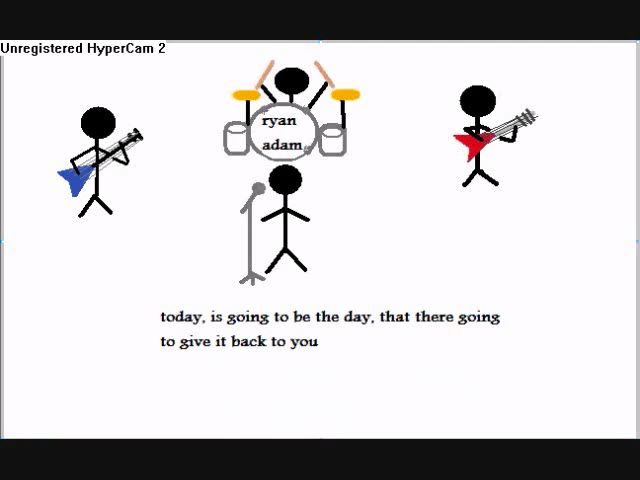 Unregistered HyperCam 2
ryan
adam
today, is going to be the day, that there going
to give it back to you